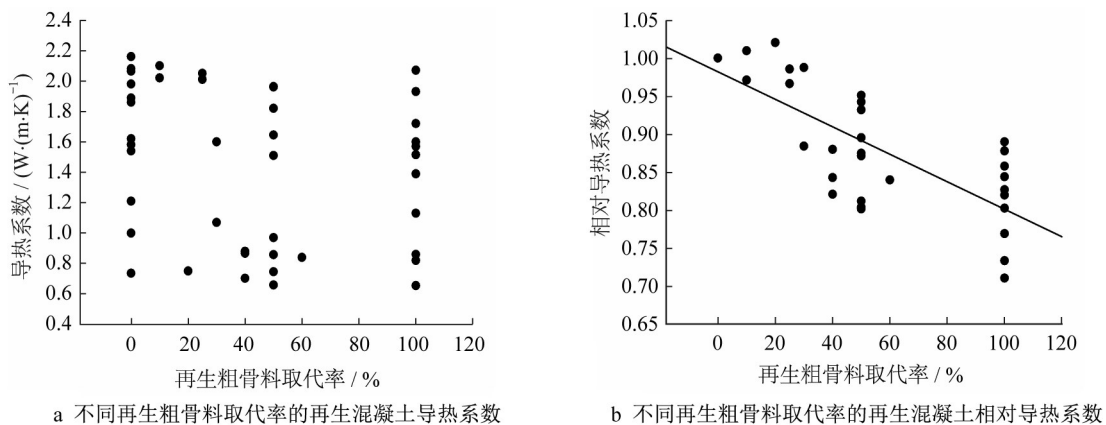 2.4
2.2
2.0
1.8
1.6
1.4
1.2
1.0
0.8
0.6
0.4
导热系数 / (W·(m·K)⁻¹)
0 20 40 60 80 100 120
再生粗骨料取代率 / %
a 不同再生粗骨料取代率的再生混凝土导热系数
1.05
1.00
0.95
0.90
0.85
0.80
0.75
0.70
0.65
相对导热系数
0 20 40 60 80 100 120
再生粗骨料取代率 / %
b 不同再生粗骨料取代率的再生混凝土相对导热系数